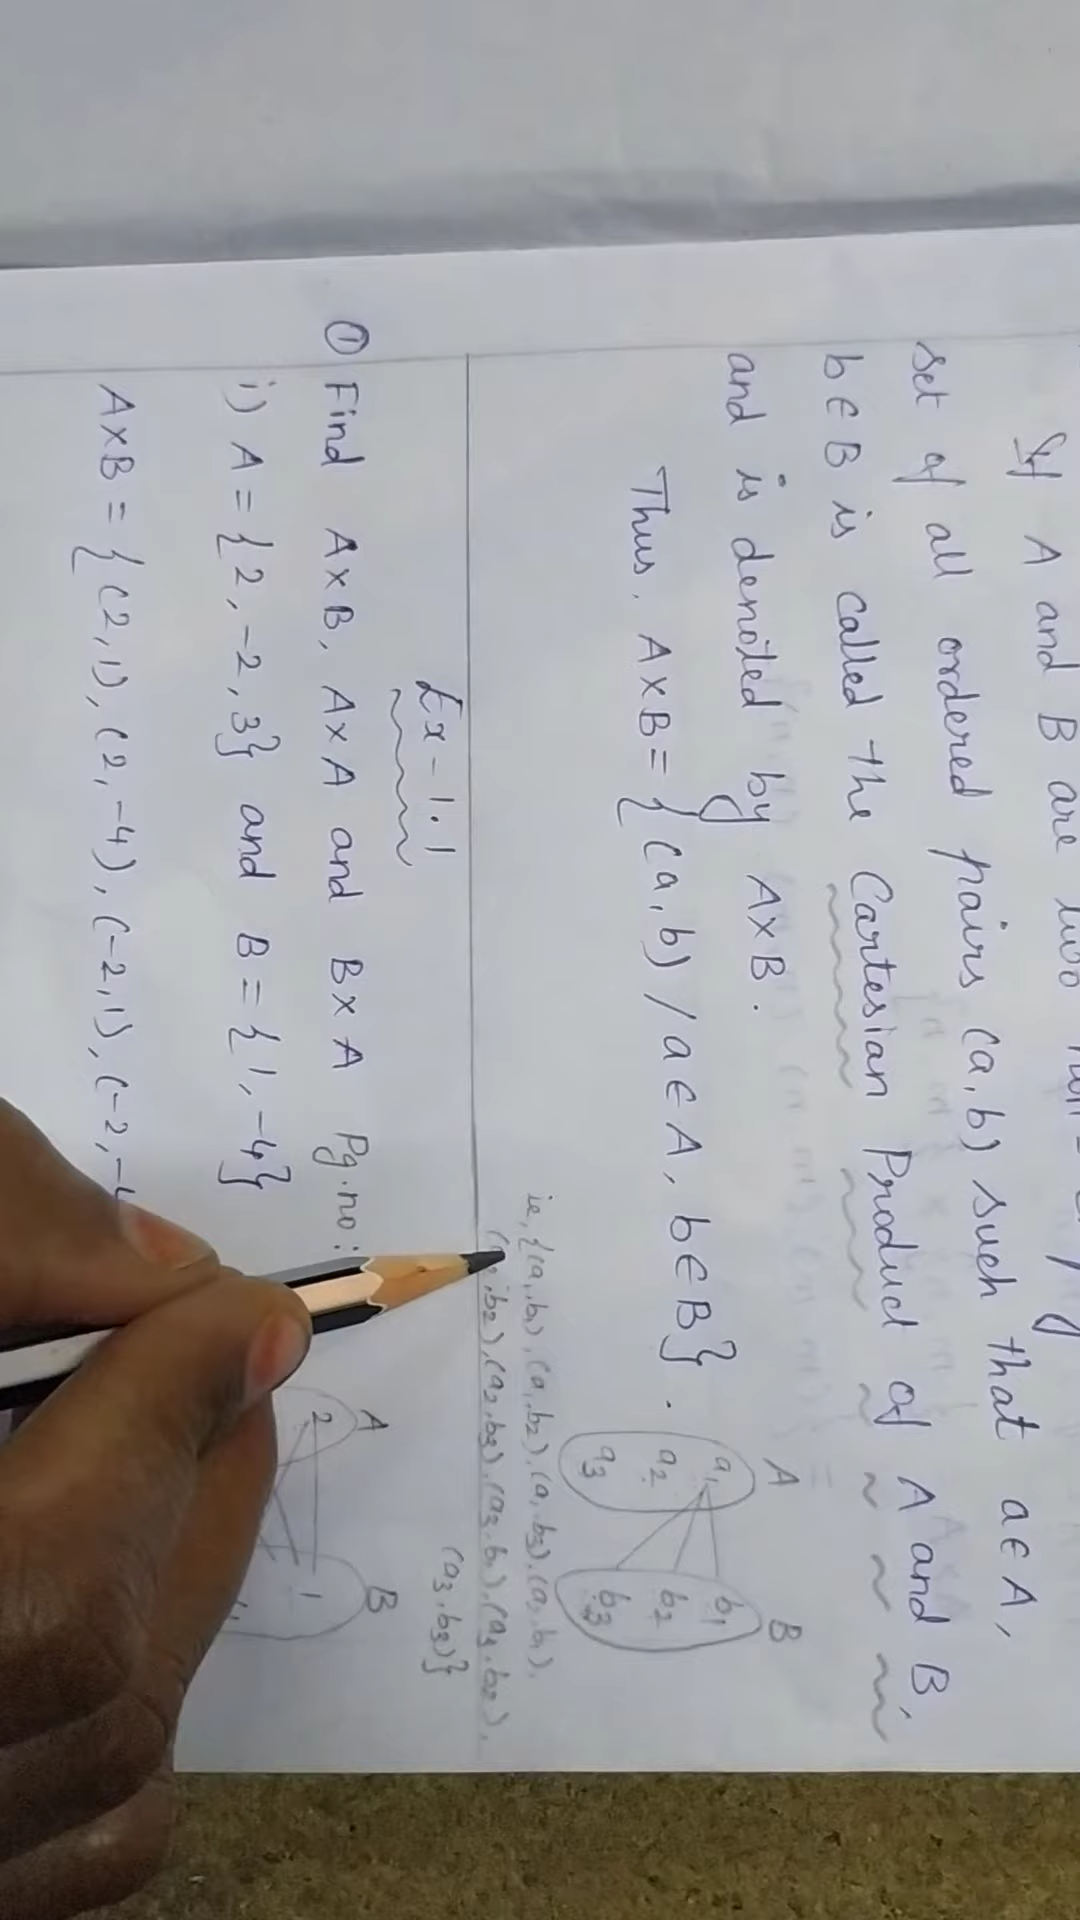 If A and B are two
set of all ordered pairs (a,b) such that a∈A,
b∈B is called the Cartesian Product of A and B,
and is denoted by A×B.
Thus, A×B = {(a,b) / a∈A, b∈B}.
A B
a1 b1
a2 b2
a3 b3
ie, {(a1,b1), (a1,b2), (a1,b3), (a2,b1),
b2), (a2,b3), (a3,b1), (a3,b2),
(a3,b3)}
Ex-1.1
① Find A×B, A×A and B×A Pg.no:
i) A = {2,-2,3} and B = {1,-4}
A B
2 1
A×B = {(2,1), (2,-4), (-2,1), (-2,-4